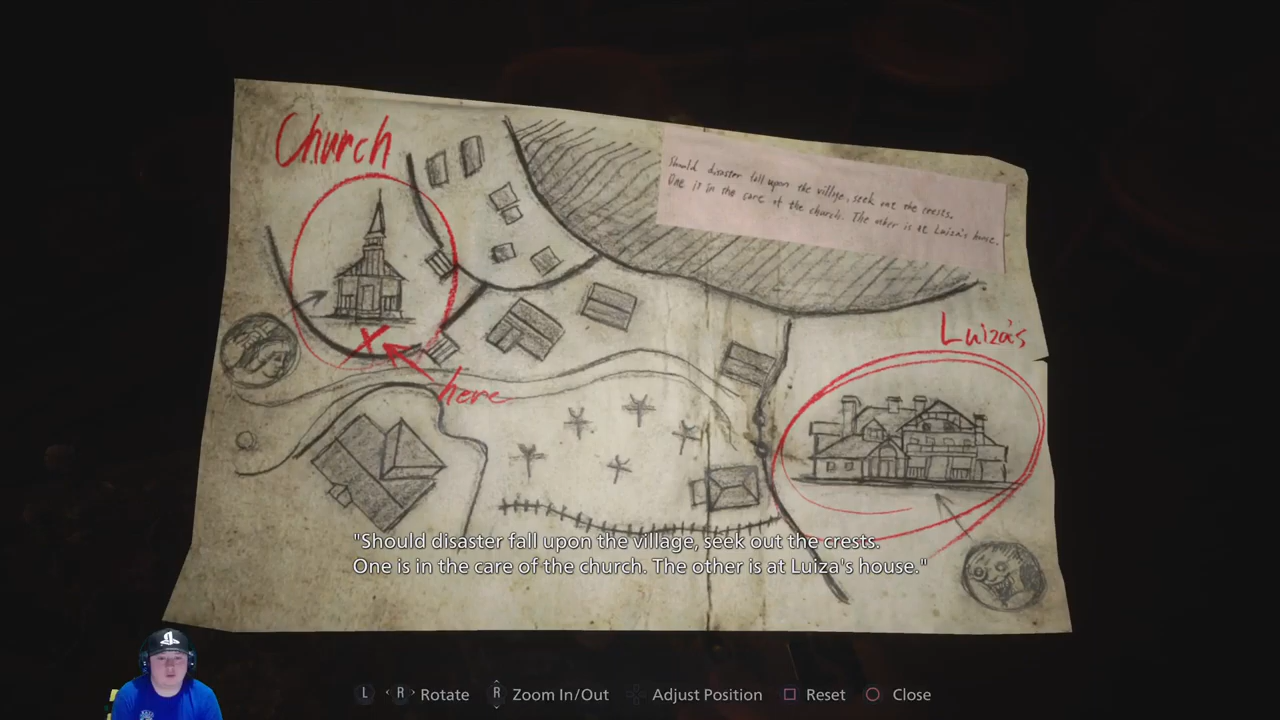 Church
Should disaster fall upon the village, seek out the crests.
One is in the care of the church. The other is at Luiza's house.
Luiza's
here
"Should disaster fall upon the village, seek out the crests.
One is in the care of the church. The other is at Luiza's house."
L R Rotate R Zoom In/Out Adjust Position Reset Close